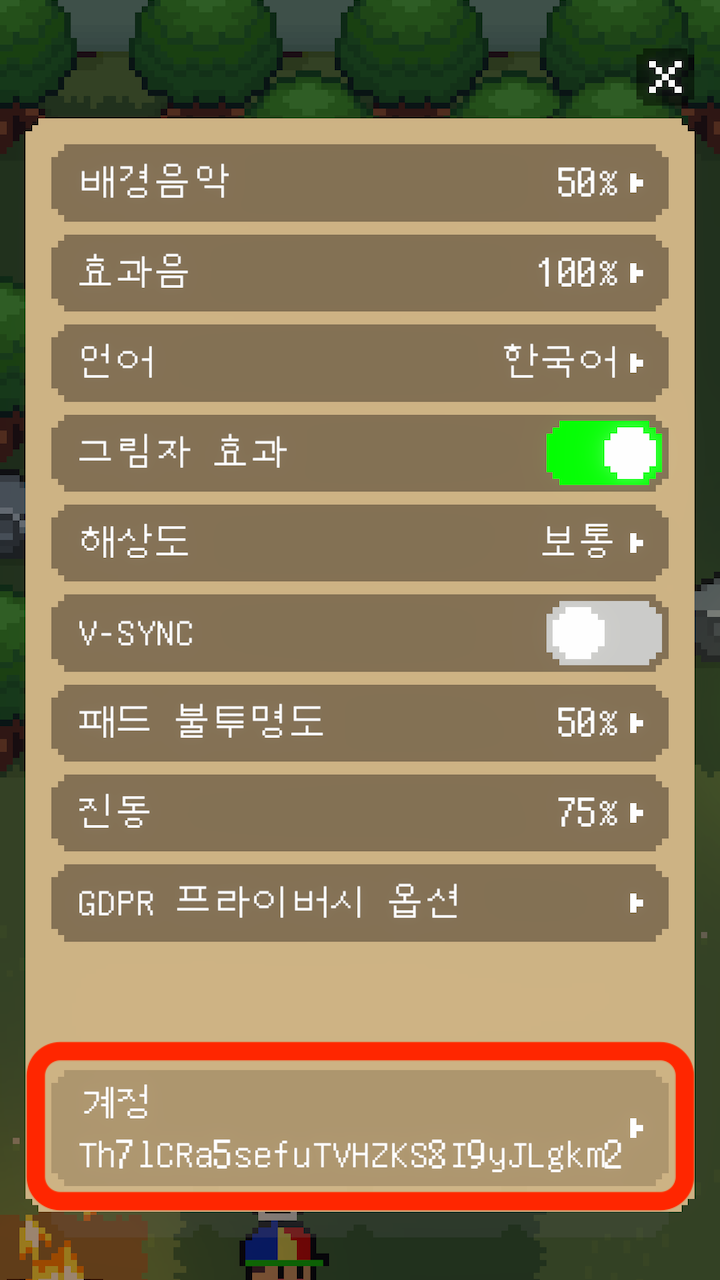 배경음악 50%
효과음 100%
언어 한국어
그림자 효과
해상도 보통
V-SYNC
패드 불투명도 50%
진동 75%
GDPR 프라이버시 옵션
계정
Th7lCRa5sefuTVHZKS8I9yJLgkm2